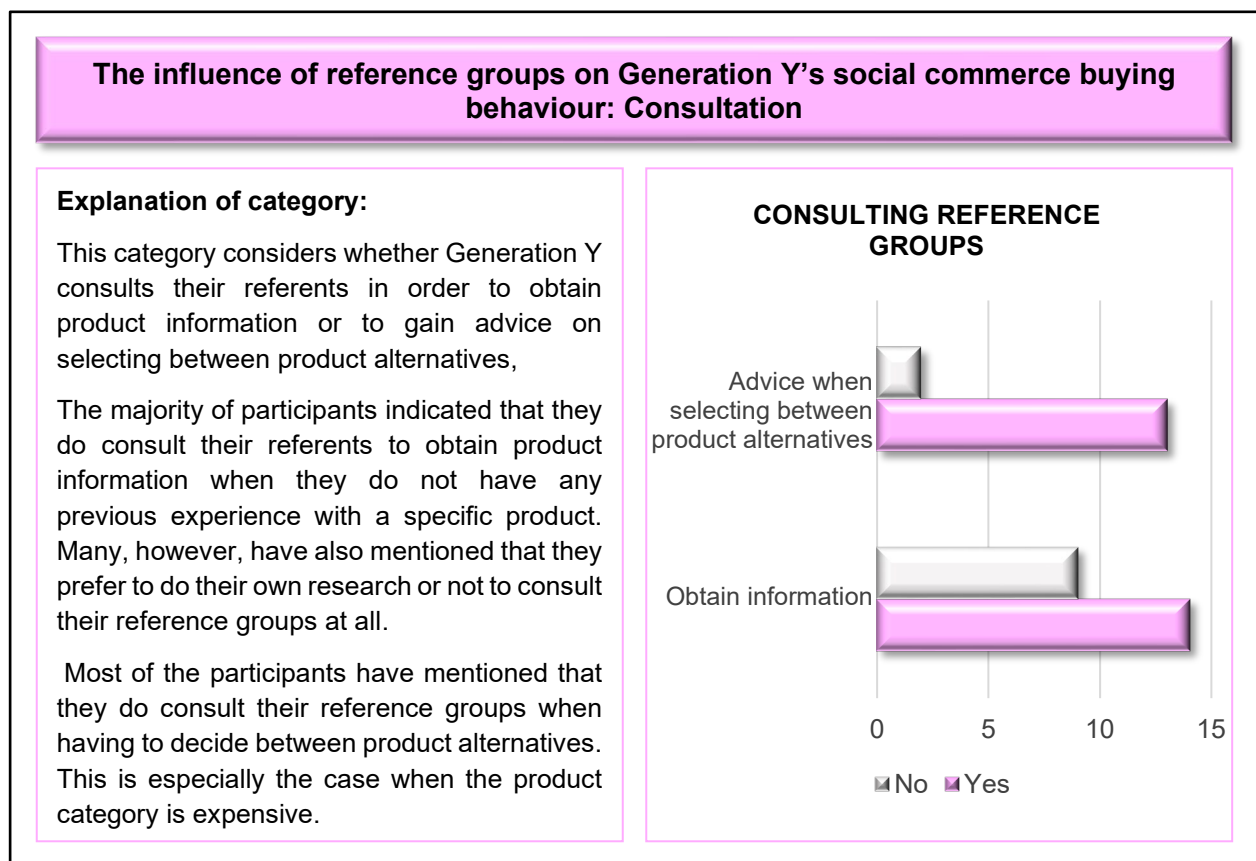 The influence of reference groups on Generation Y’s social commerce buying
behaviour: Consultation
Explanation of category:
This category considers whether Generation Y
consults their referents in order to obtain
product information or to gain advice on
selecting between product alternatives,
The majority of participants indicated that they
do consult their referents to obtain product
information when they do not have any
previous experience with a specific product.
Many, however, have also mentioned that they
prefer to do their own research or not to consult
their reference groups at all.
Most of the participants have mentioned that
they do consult their reference groups when
having to decide between product alternatives.
This is especially the case when the product
category is expensive.
CONSULTING REFERENCE
GROUPS
Advice when
selecting between
product alternatives
Obtain information
0 5 10 15
No Yes